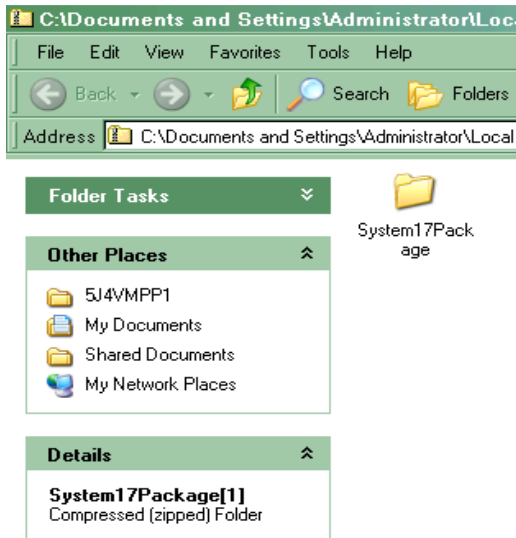 C:\Documents and Settings\Administrator\Loc
File Edit View Favorites Tools Help
Back Search Folders
Address C:\Documents and Settings\Administrator\Local
Folder Tasks
System17Pack
age
Other Places
5J4VMPP1
My Documents
Shared Documents
My Network Places
Details
System17Package[1]
Compressed (zipped) Folder